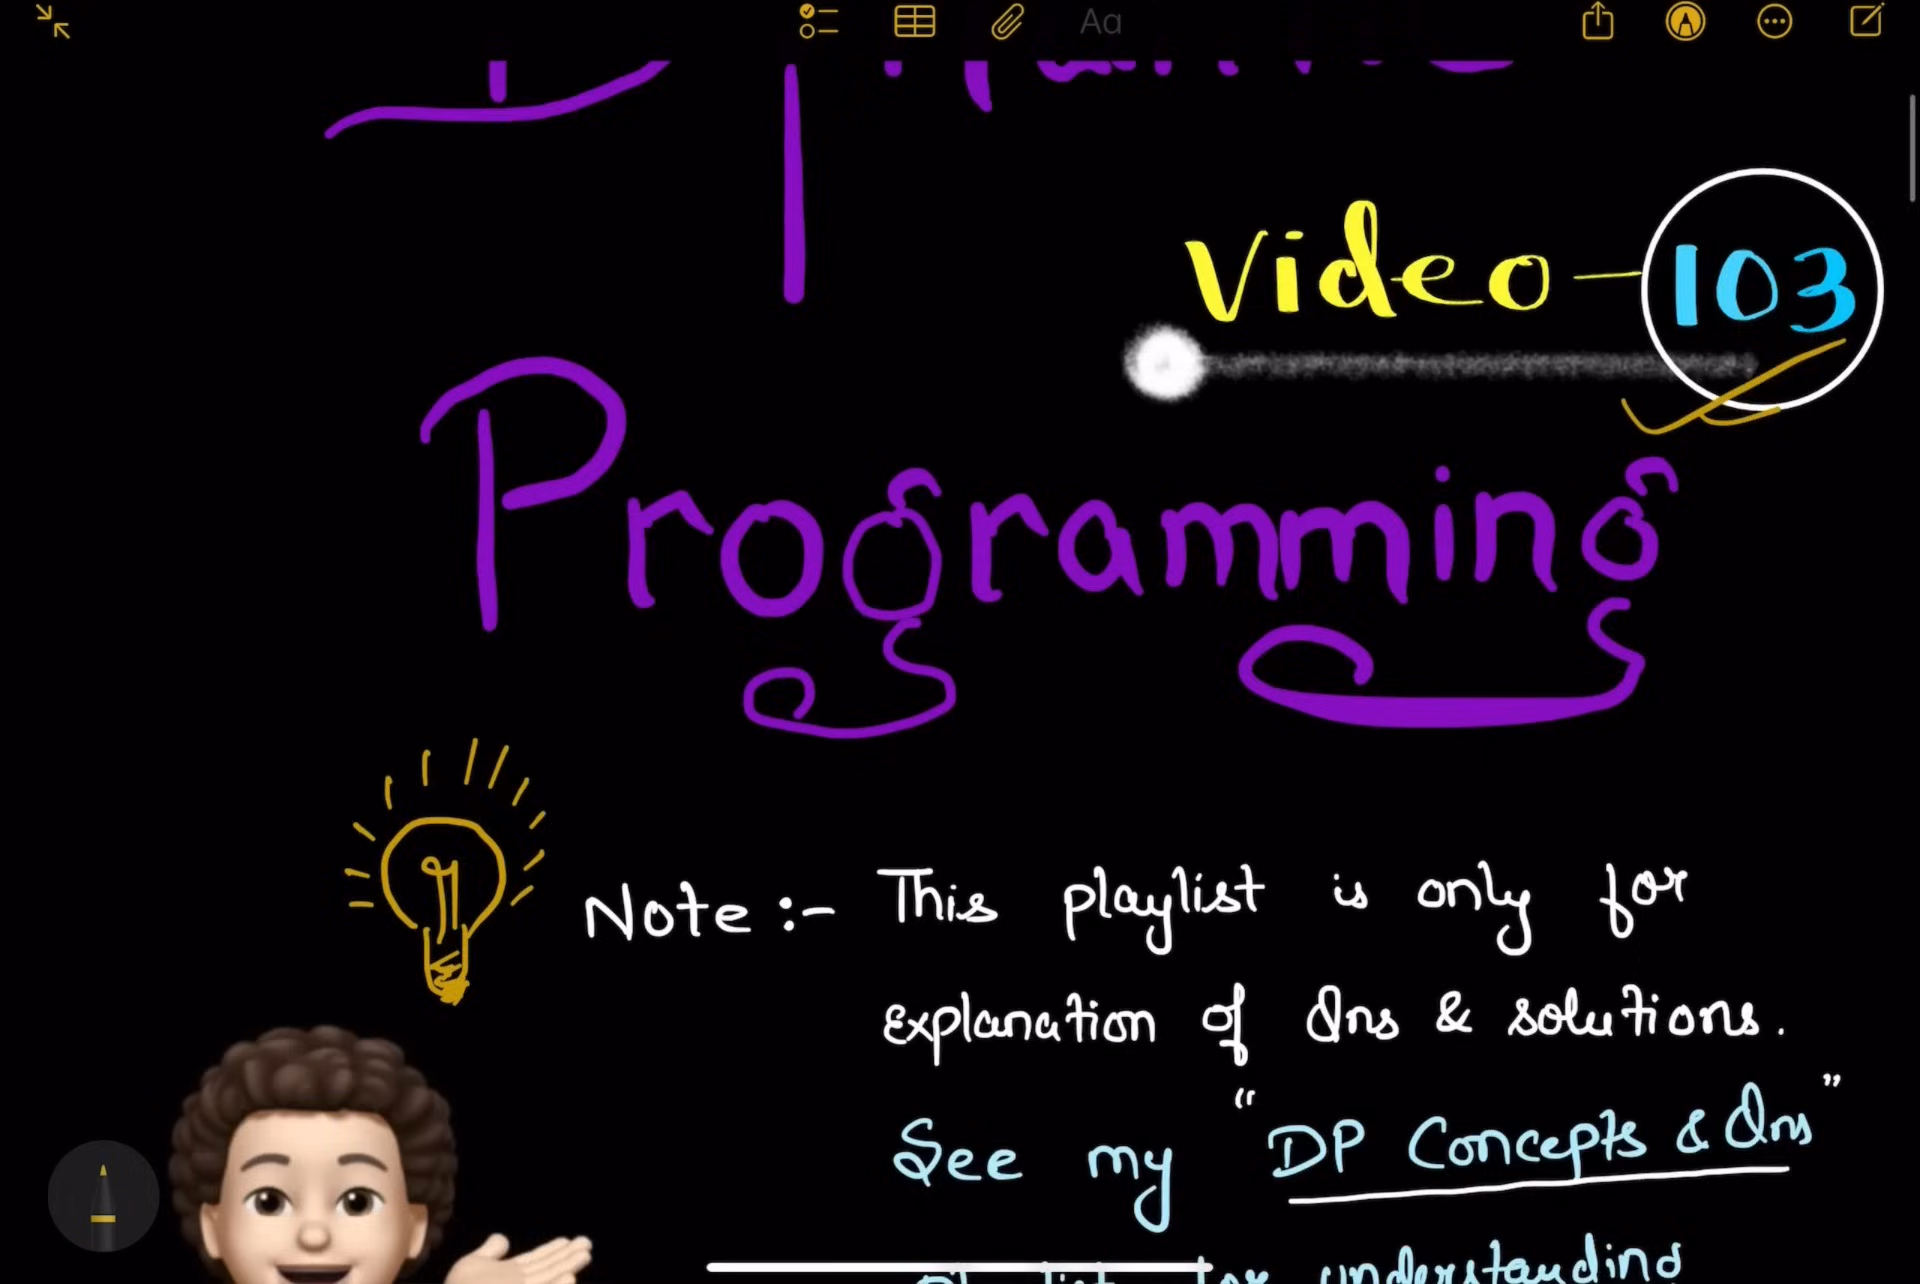 Aa
Video-103
Programming
Note :- This playlist is only for
explanation of Qns & solutions.
See my "DP Concepts & Qns"
understanding